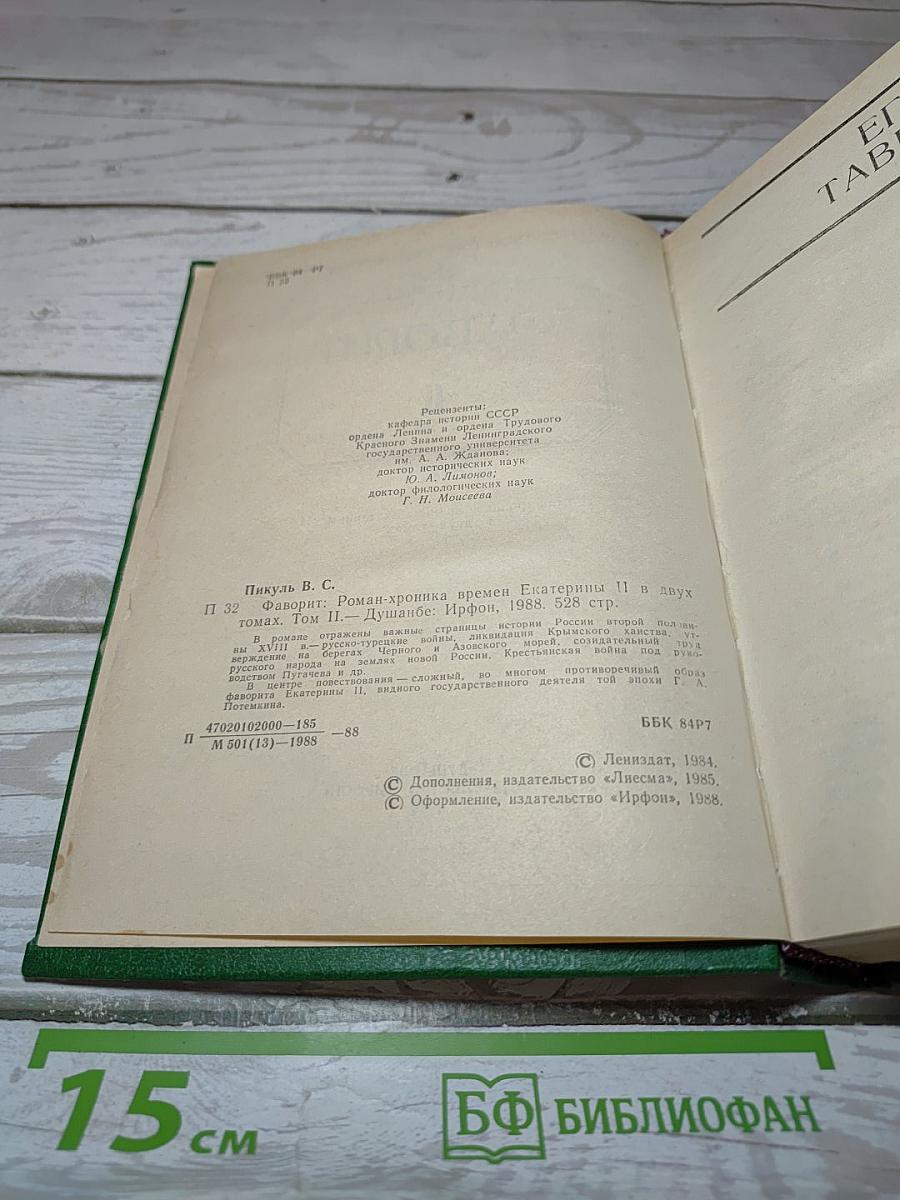 ББК 84 Р7
П 32
Рецензенты:
кафедра истории СССР
ордена Ленина и ордена Трудового
Красного Знамени Ленинградского
государственного университета
им. А. А. Жданова;
доктор исторических наук
Ю. А. Лимонов;
доктор филологических наук
Г. Н. Моисеева
Пикуль В. С.
П 32 Фаворит: Роман-хроника времен Екатерины II в двух
томах. Том II.— Душанбе: Ирфон, 1988. 528 стр.
В романе отражены важные страницы истории России второй полови-
ны XVIII в.— русско-турецкие войны, ликвидация Крымского ханства, ут-
верждение на берегах Черного и Азовского морей, созидательный труд
русского народа на землях новой России, Крестьянская война под руко-
водством Пугачева и др.
В центре повествования — сложный, во многом противоречивый образ
фаворита Екатерины II, видного государственного деятеля той эпохи Г. А.
Потемкина.
П 47020102000—185
М 501(13)—1988 —88
ББК 84Р7
© Лениздат, 1984.
© Дополнения, издательство «Лиесма», 1985.
© Оформление, издательство «Ирфон», 1988.
ЕГ
ТАВ
15 см
БФ БИБЛИОФАН